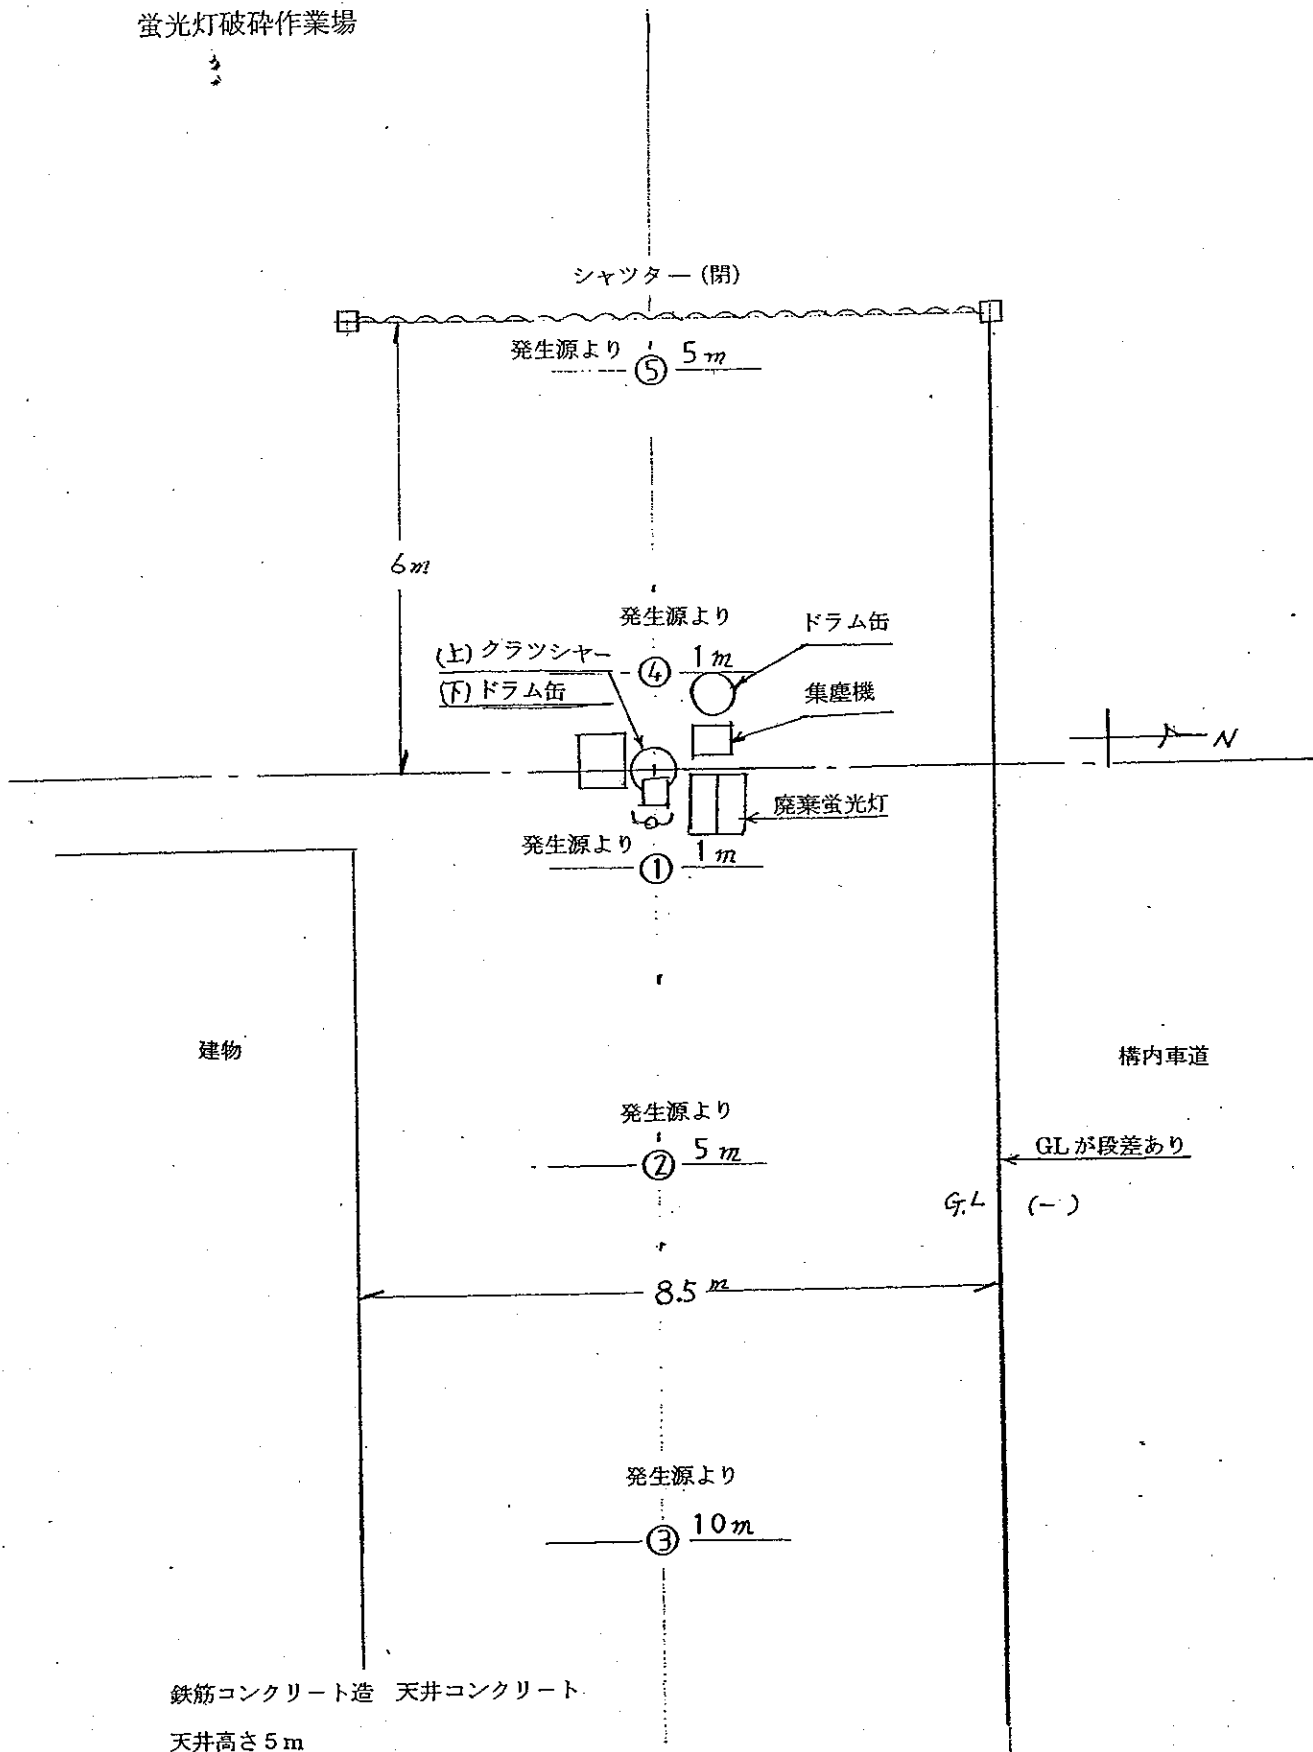 蛍光灯破砕作業場
シャツター (閉)
発生源より ⑤ 5m
6m
発生源より
④ 1m
ドラム缶
(上) クラツシャー
(下) ドラム缶
集塵機
N
廃棄蛍光灯
発生源より ① 1m
建物
構内車道
発生源より
② 5m
GLが段差あり
G.L (-)
8.5m
発生源より
③ 10m
鉄筋コンクリート造 天井コンクリート
天井高さ5m